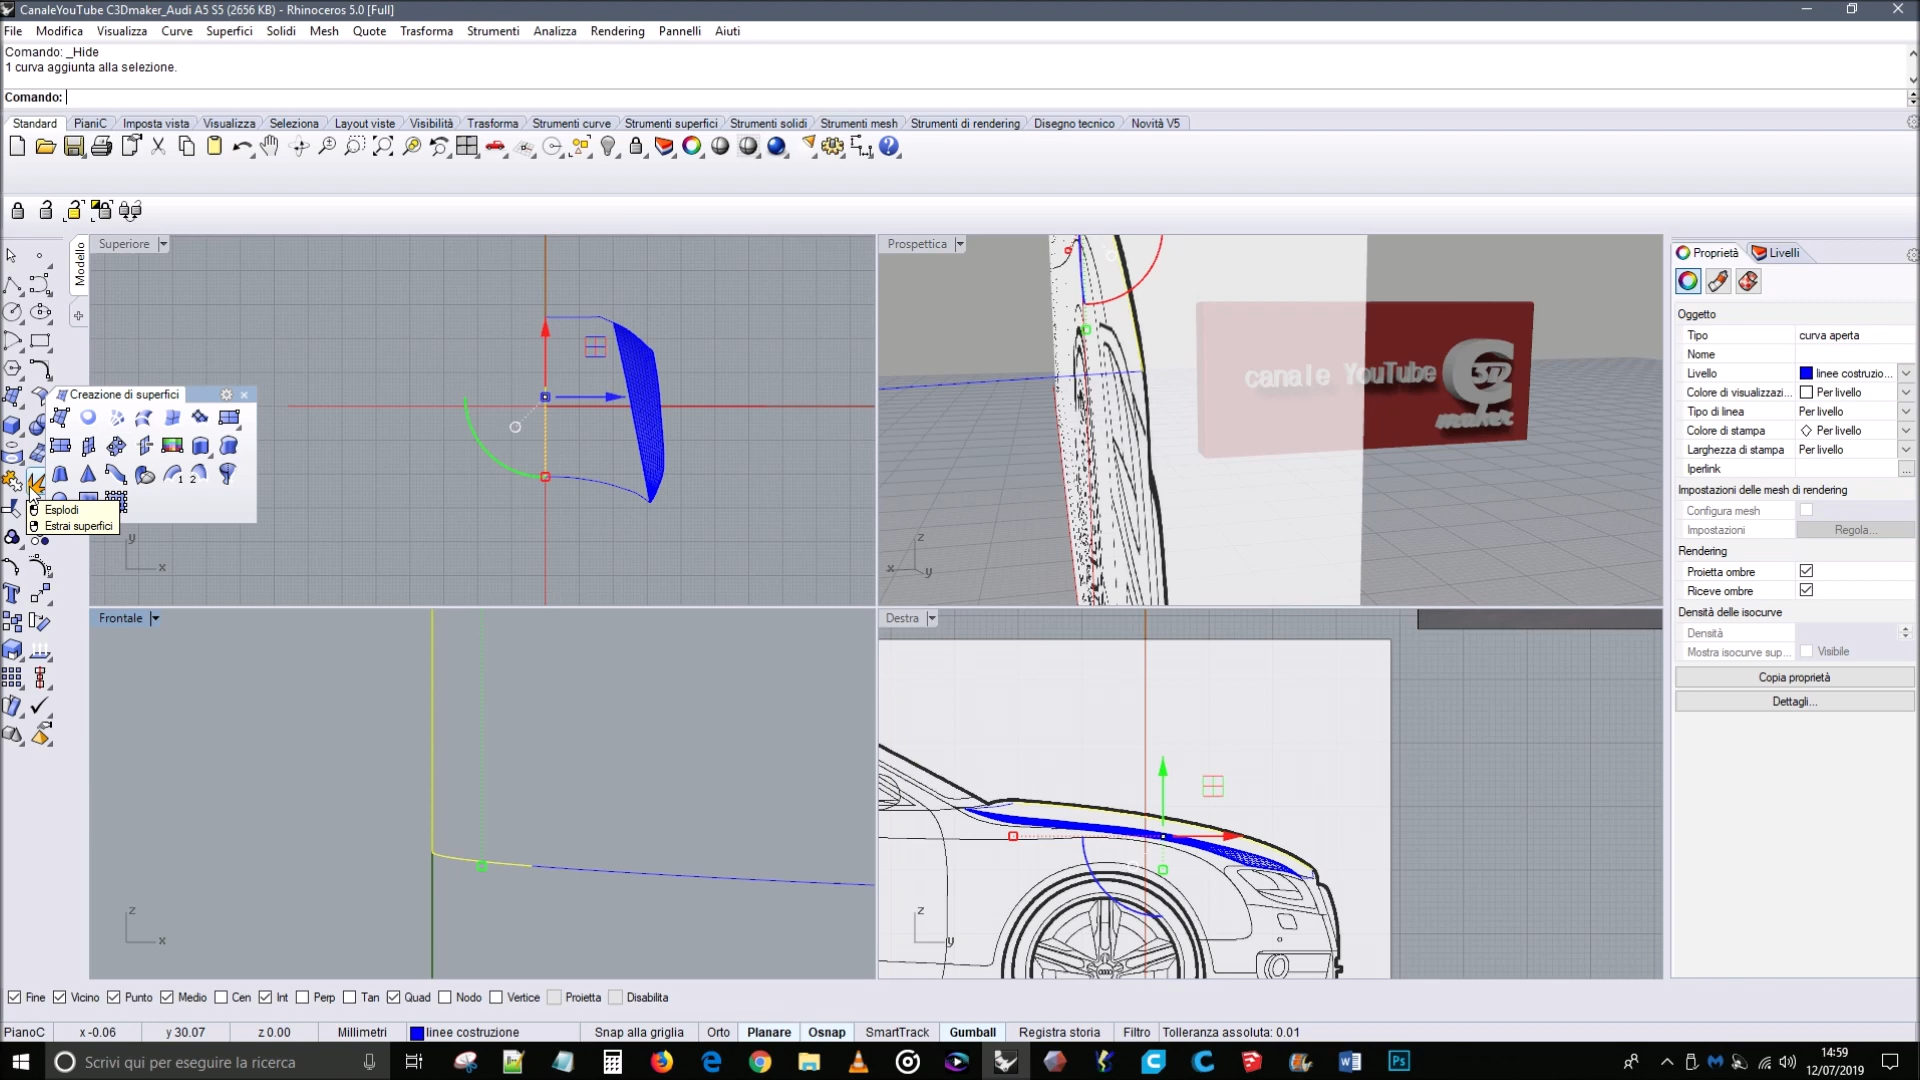 CanaleYouTube C3Dmaker_Audi A5 S5 (2656 KB) - Rhinoceros 5.0 [Full]
File Modifica Visualizza Curve Superfici Solidi Mesh Quote Trasforma Strumenti Analizza Rendering Pannelli Aiuti
Comando: _Hide
1 curva aggiunta alla selezione.
Comando:
Standard PianiC Imposta vista Visualizza Seleziona Layout viste Visibilità Trasforma Strumenti curve Strumenti superfici Strumenti solidi Strumenti mesh Strumenti di rendering Disegno tecnico Novità V5
Modello
Superiore
Prospettica
Creazione di superfici
1 2
Esplodi
Estrai superfici
y
x
canale YouTube
3D
maker
z
x
y
Frontale
z
x
Destra
z
y
Proprietà Livelli
Oggetto
Tipo curva aperta
Nome
Livello linee costruzio...
Colore di visualizzazi... Per livello
Tipo di linea Per livello
Colore di stampa Per livello
Larghezza di stampa Per livello
Iperlink ...
Impostazioni delle mesh di rendering
Configura mesh
Impostazioni Regola...
Rendering
Proietta ombre
Riceve ombre
Densità delle isocurve
Densità
Mostra isocurve sup... Visibile
Copia proprietà
Dettagli...
Fine Vicino Punto Medio Cen Int Perp Tan Quad Nodo Vertice Proietta Disabilita
PianoC x -0.06 y 30.07 z 0.00 Millimetri linee costruzione Snap alla griglia Orto Planare Osnap SmartTrack Gumball Registra storia Filtro Tolleranza assoluta: 0.01
Scrivi qui per eseguire la ricerca
Ps
14:59
12/07/2019